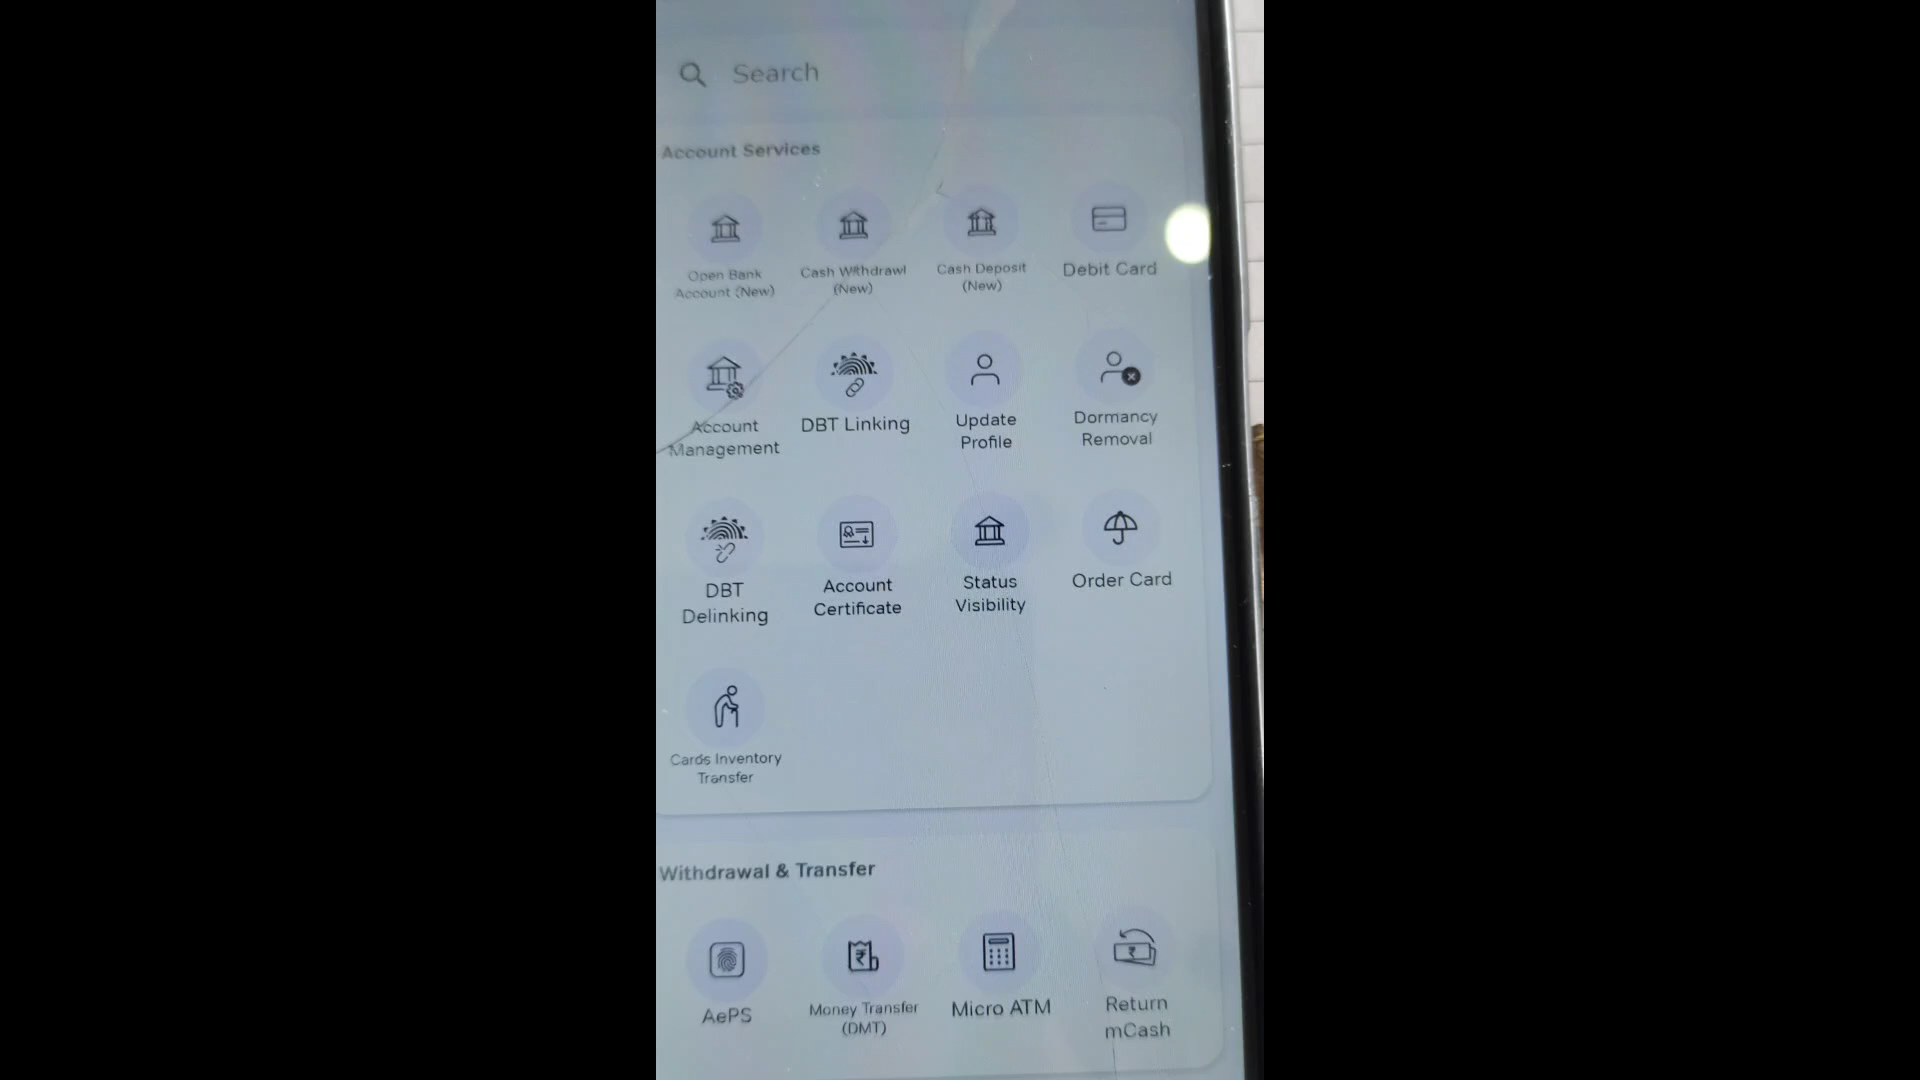 Search
Account Services
Open Bank
Account (New)
Cash Withdrawl
(New)
Cash Deposit
(New)
Debit Card
Account
Management
DBT Linking
Update
Profile
Dormancy
Removal
DBT
Delinking
Account
Certificate
Status
Visibility
Order Card
Cards Inventory
Transfer
Withdrawal & Transfer
AePS
Money Transfer
(DMT)
Micro ATM
Return
mCash